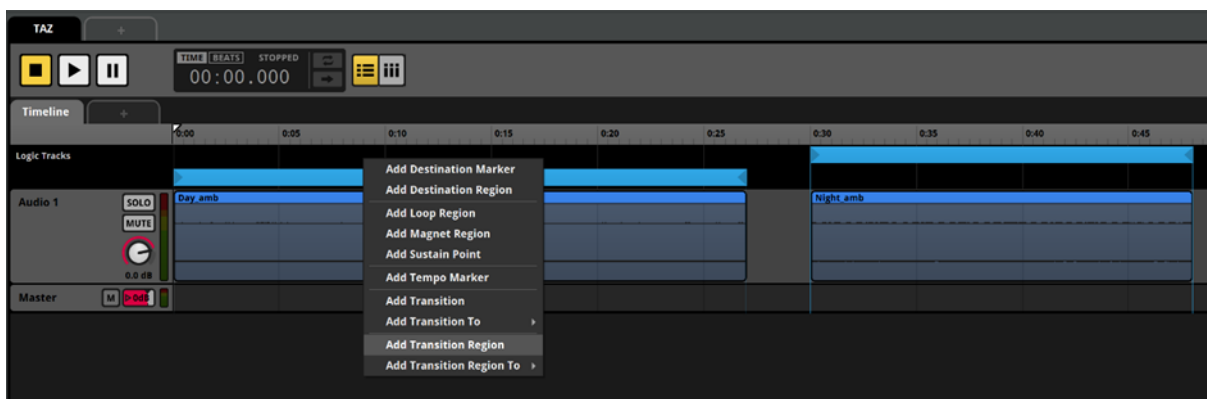 TAZ +
TIME BEATS STOPPED
00:00.000
Timeline +
0:00 0:05 0:10 0:15 0:20 0:25 0:30 0:35 0:40 0:45
Logic Tracks
Add Destination Marker
Add Destination Region
Audio 1 SOLO Day_amb Night_amb
Add Loop Region
MUTE
Add Magnet Region
Add Sustain Point
0.0 dB
Add Tempo Marker
Master M 0dB
Add Transition
Add Transition To
Add Transition Region
Add Transition Region To